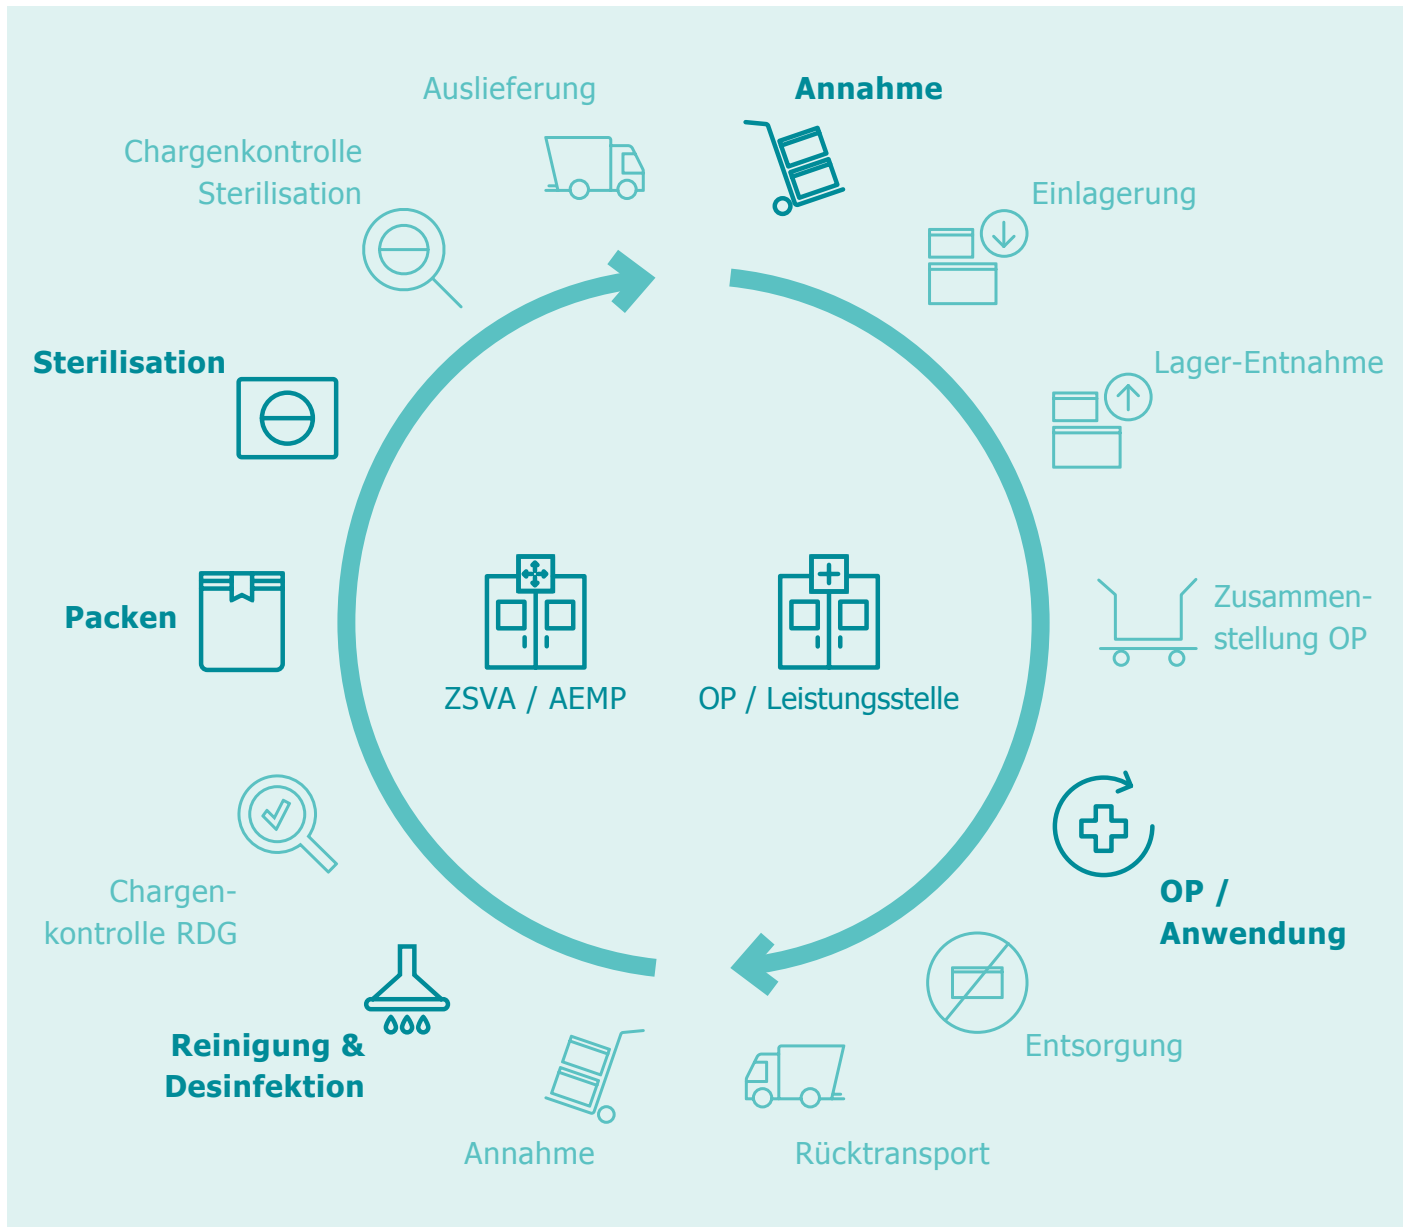 Auslieferung
Annahme
Chargenkontrolle
Sterilisation
Einlagerung
Sterilisation
Lager-Entnahme
Packen
Zusammen-
stellung OP
ZSVA / AEMP
OP / Leistungsstelle
Chargen-
kontrolle RDG
OP /
Anwendung
Reinigung &
Desinfektion
Entsorgung
Annahme
Rücktransport